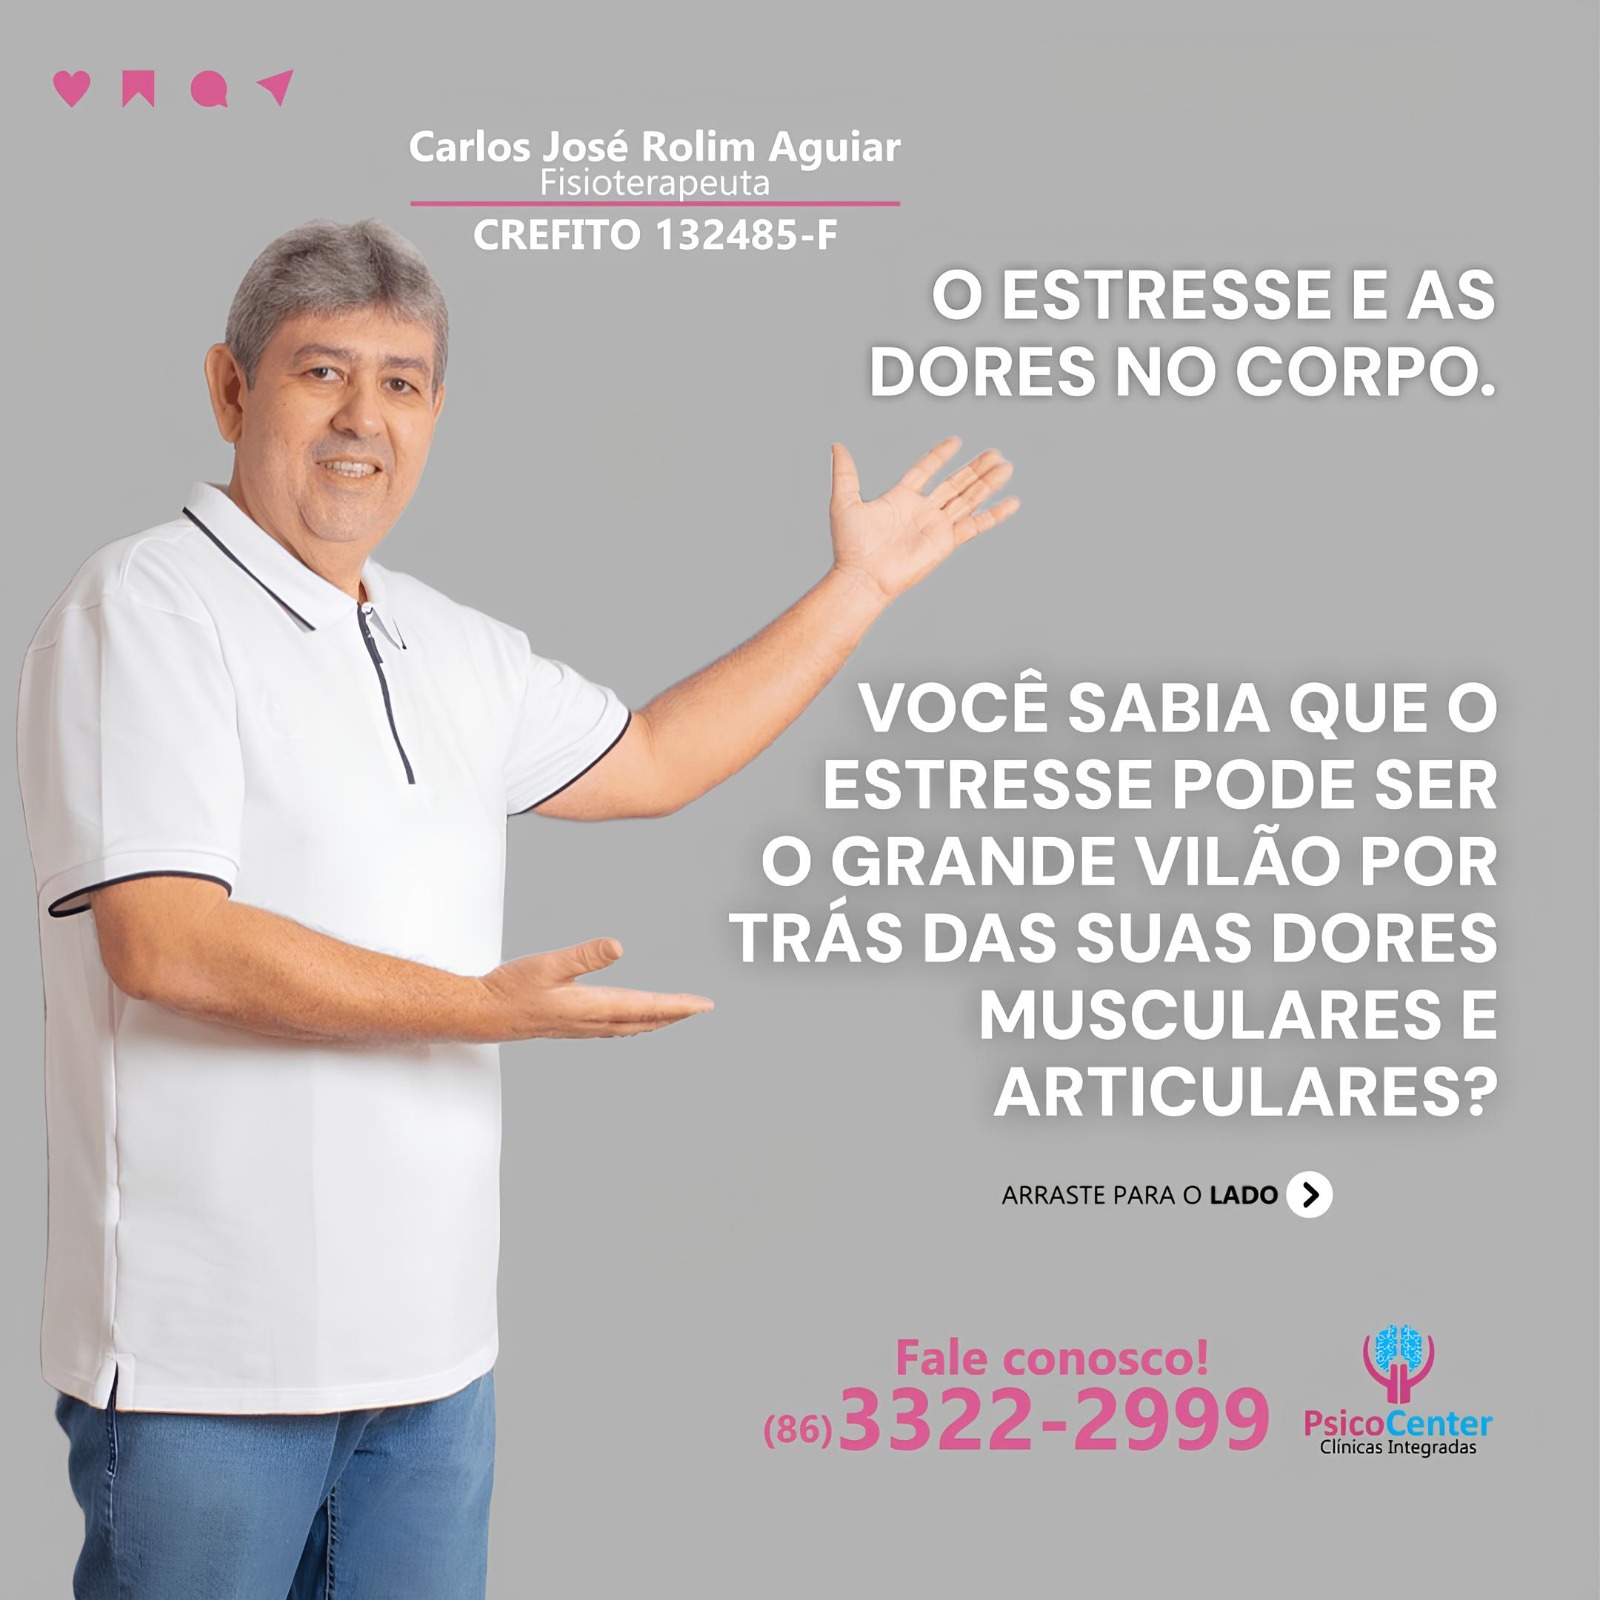 Carlos José Rolim Aguiar
Fisioterapeuta
CREFITO 132485-F
O ESTRESSE E AS
DORES NO CORPO.
VOCÊ SABIA QUE O
ESTRESSE PODE SER
O GRANDE VILÃO POR
TRÁS DAS SUAS DORES
MUSCULARES E
ARTICULARES?
ARRASTE PARA O LADO
Fale conosco!
(86) 3322-2999
PsicoCenter
Clínicas Integradas